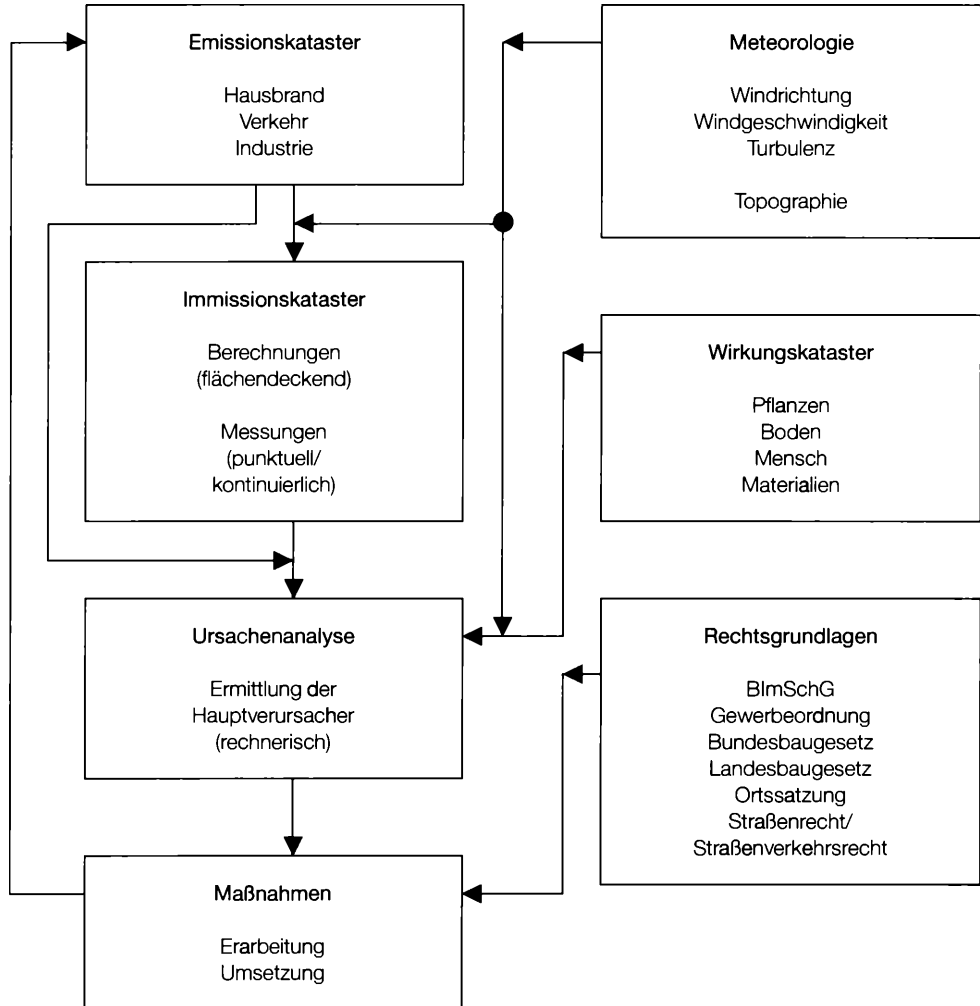 Emissionskataster
Hausbrand
Verkehr
Industrie
Meteorologie
Windrichtung
Windgeschwindigkeit
Turbulenz
Topographie
Immissionskataster
Berechnungen
(flächendeckend)
Messungen
(punktuell/
kontinuierlich)
Wirkungskataster
Pflanzen
Boden
Mensch
Materialien
Ursachenanalyse
Ermittlung der
Hauptverursacher
(rechnerisch)
Rechtsgrundlagen
BImSchG
Gewerbeordnung
Bundesbaugesetz
Landesbaugesetz
Ortssatzung
Straßenrecht/
Straßenverkehrsrecht
Maßnahmen
Erarbeitung
Umsetzung